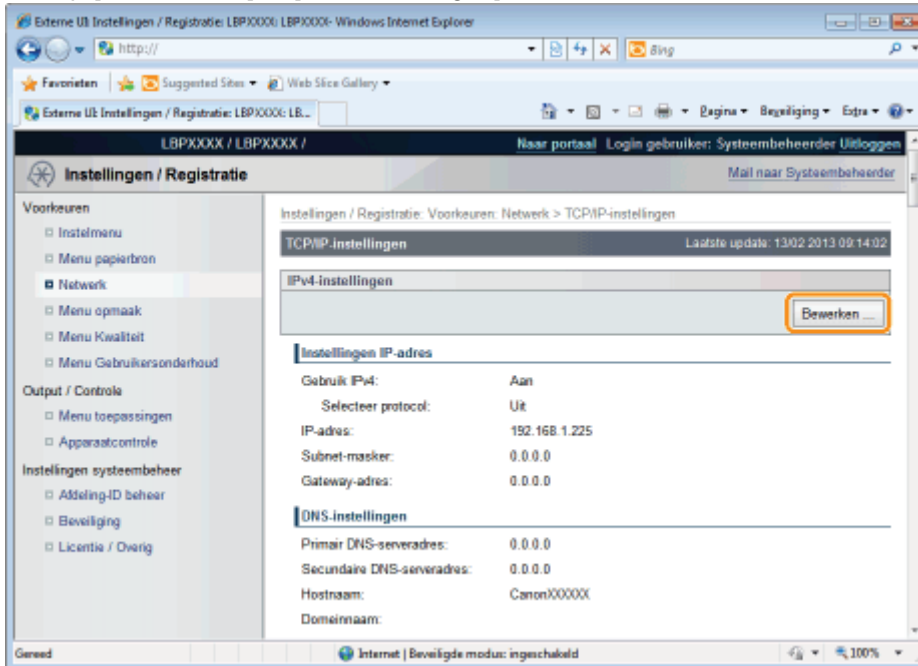 Externe UI: Instellingen / Registratie: LBPXXXX: LBPXXXX - Windows Internet Explorer
http://
Bing
Favorieten Suggested Sites Web Slice Gallery
Externe UI: Instellingen / Registratie: LBPXXXX: LB...
Pagina Beveiliging Extra
LBPXXXX / LBPXXXX /
Naar portaal Login gebruiker: Systeembeheerder Uitloggen
Instellingen / Registratie
Mail naar Systeembeheerder
Voorkeuren
Instelmenu
Menu papierbron
Netwerk
Menu opmaak
Menu Kwaliteit
Menu Gebruikersonderhoud
Output / Controle
Menu toepassingen
Apparaatcontrole
Instellingen systeembeheer
Afdeling-ID beheer
Beveiliging
Licentie / Overig
Instellingen / Registratie: Voorkeuren: Netwerk > TCP/IP-instellingen
TCP/IP-instellingen Laatste update: 13/02 2013 09:14:02
IPv4-instellingen
Bewerken ...
Instellingen IP-adres
Gebruik IPv4: Aan
Selecteer protocol: Uit
IP-adres: 192.168.1.225
Subnet-masker: 0.0.0.0
Gateway-adres: 0.0.0.0
DNS-instellingen
Primair DNS-serveradres: 0.0.0.0
Secundaire DNS-serveradres: 0.0.0.0
Hostnaam: CanonXXXXXX
Domeinnaam:
Gereed Internet | Beveiligde modus: ingeschakeld 100%